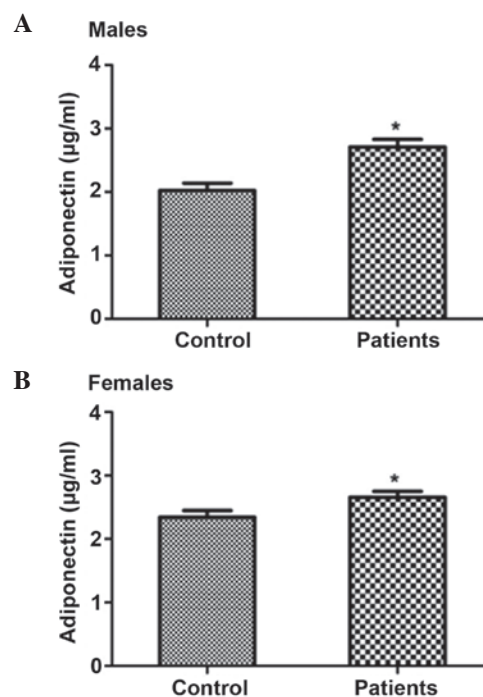 A
Males
Adiponectin (µg/ml)
4
3
2
1
0
*
Control
Patients
B
Females
Adiponectin (µg/ml)
4
3
2
1
0
*
Control
Patients